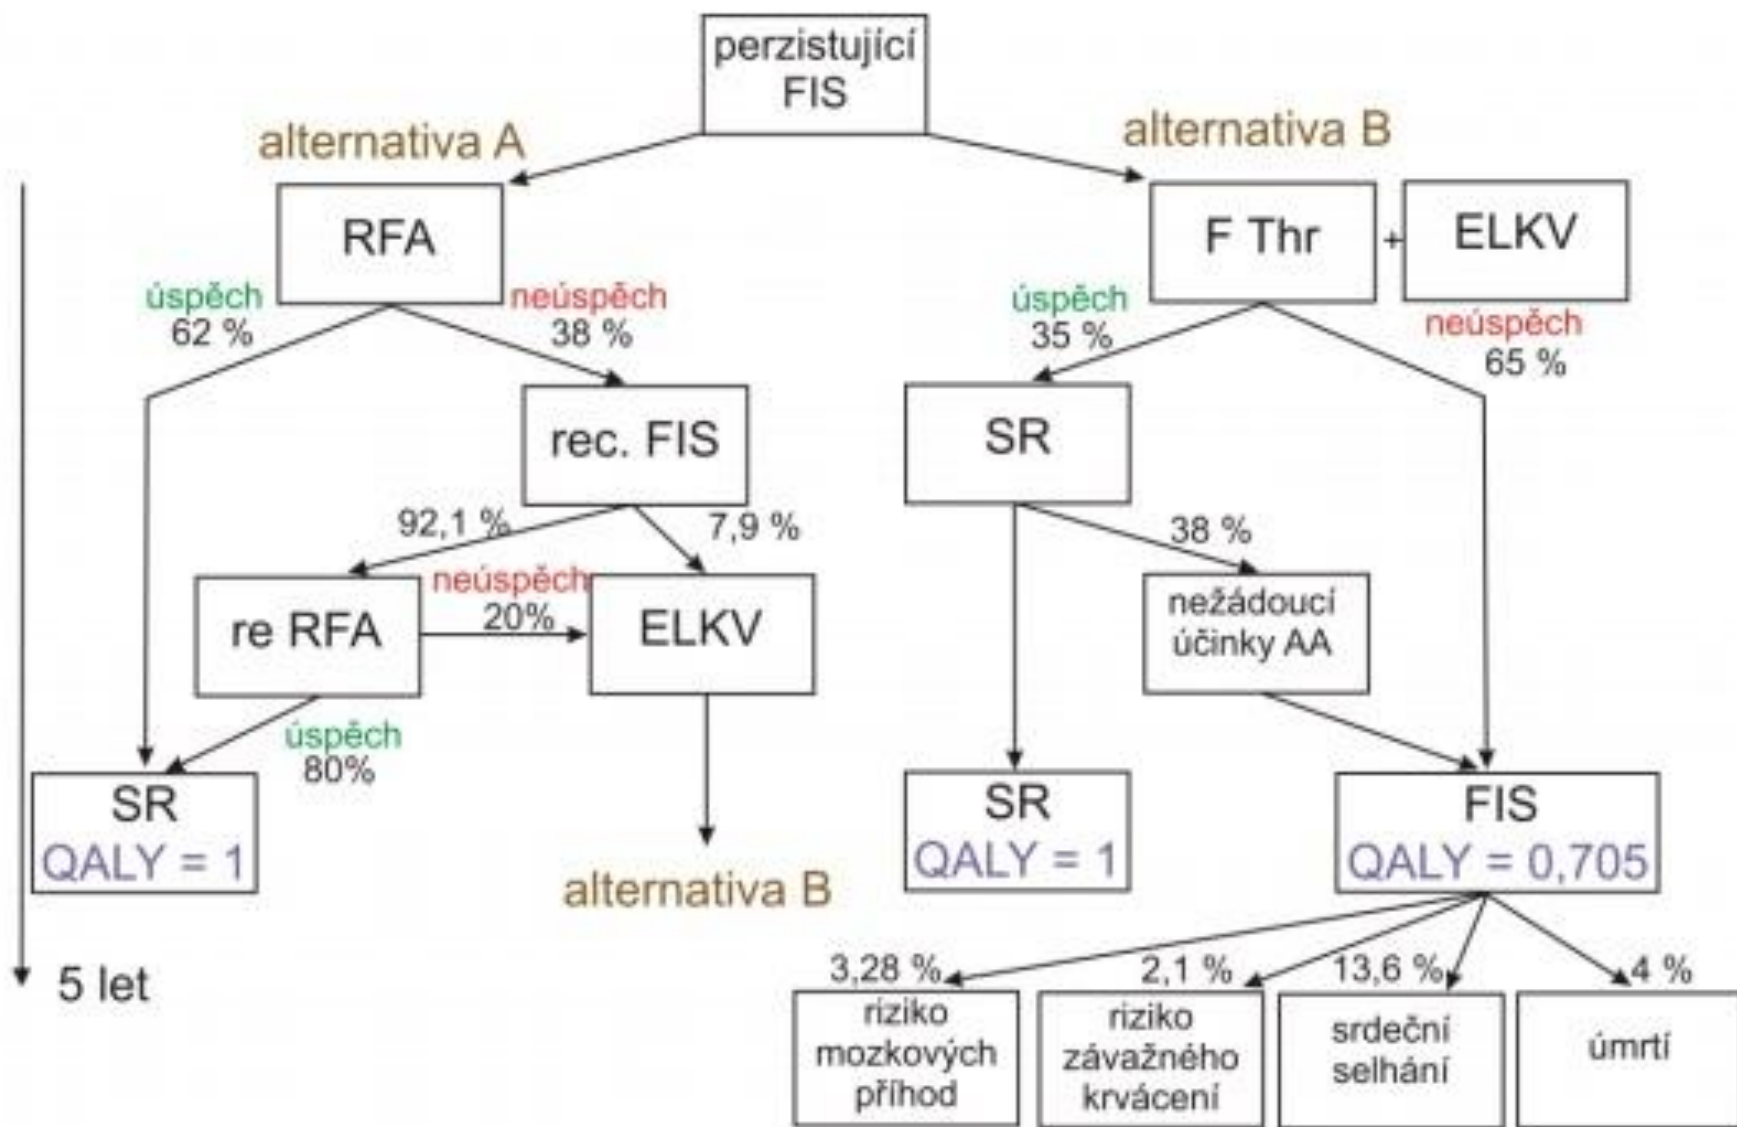 perzistující
FIS
alternativa A
alternativa B
RFA
F Thr
+
ELKV
úspěch
62 %
neúspěch
38 %
úspěch
35 %
neúspěch
65 %
rec. FIS
SR
92,1 %
7,9 %
38 %
re RFA
neúspěch
20%
ELKV
nežádoucí
účinky AA
úspěch
80%
SR
QALY = 1
alternativa B
SR
QALY = 1
FIS
QALY = 0,705
5 let
3,28 %
2,1 %
13,6 %
4 %
riziko
mozkových
příhod
riziko
závažného
krvácení
srdeční
selhání
úmrtí